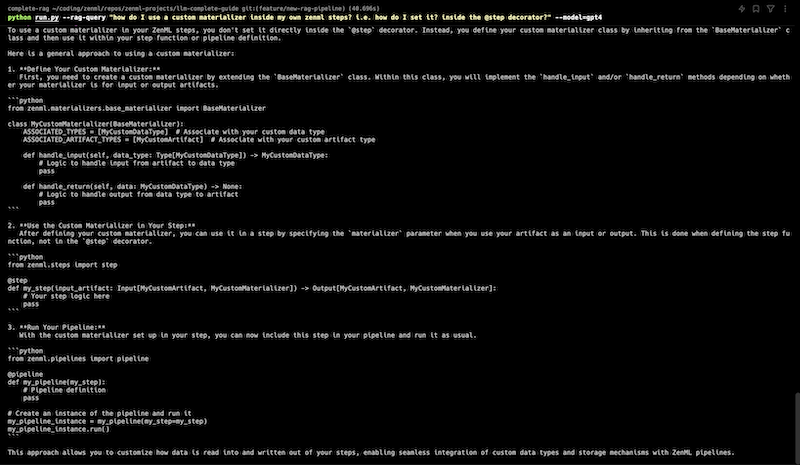 complete-rag ~/coding/zenml/repos/zenml-projects/llm-complete-guide git:(feature/new-rag-pipeline) (40.696s)
python run.py --rag-query "how do I use a custom materializer inside my own zenml steps? i.e. how do I set it? inside the @step decorator?" --model=gpt4
To use a custom materializer in your ZenML steps, you don't set it directly inside the `@step` decorator. Instead, you define your custom materializer class by inheriting from the `BaseMaterializer` c
lass and then use it within your step function or pipeline definition.
Here is a general approach to using a custom materializer:
1. **Define Your Custom Materializer:**
First, you need to create a custom materializer by extending the `BaseMaterializer` class. Within this class, you will implement the `handle_input` and/or `handle_return` methods depending on wheth
er your materializer is for input or output artifacts.
```python
from zenml.materializers.base_materializer import BaseMaterializer
class MyCustomMaterializer(BaseMaterializer):
ASSOCIATED_TYPES = [MyCustomDataType]  # Associate with your custom data type
ASSOCIATED_ARTIFACT_TYPES = [MyCustomArtifact]  # Associate with your custom artifact type
def handle_input(self, data_type: Type[MyCustomDataType]) -> MyCustomDataType:
# Logic to handle input from artifact to data type
pass
def handle_return(self, data: MyCustomDataType) -> None:
# Logic to handle output from data type to artifact
pass
```
2. **Use the Custom Materializer in Your Step:**
After defining your custom materializer, you can use it in a step by specifying the `materializer` parameter when you use your artifact as an input or output. This is done when defining the step fu
nction, not in the `@step` decorator.
```python
from zenml.steps import step
@step
def my_step(input_artifact: Input[MyCustomArtifact, MyCustomMaterializer]) -> Output[MyCustomArtifact, MyCustomMaterializer]:
# Your step logic here
pass
```
3. **Run Your Pipeline:**
With the custom materializer set up in your step, you can now include this step in your pipeline and run it as usual.
```python
from zenml.pipelines import pipeline
@pipeline
def my_pipeline(my_step):
# Pipeline definition
pass
# Create an instance of the pipeline and run it
my_pipeline_instance = my_pipeline(my_step=my_step)
my_pipeline_instance.run()
```
This approach allows you to customize how data is read into and written out of your steps, enabling seamless integration of custom data types and storage mechanisms with ZenML pipelines.